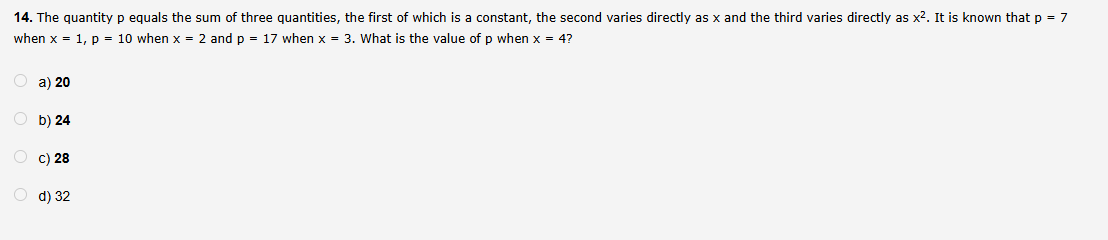 14. The quantity p equals the sum of three quantities, the first of which is a constant, the second varies directly as x and the third varies directly as x². It is known that p = 7
when x = 1, p = 10 when x = 2 and p = 17 when x = 3. What is the value of p when x = 4?
a) 20
b) 24
c) 28
d) 32